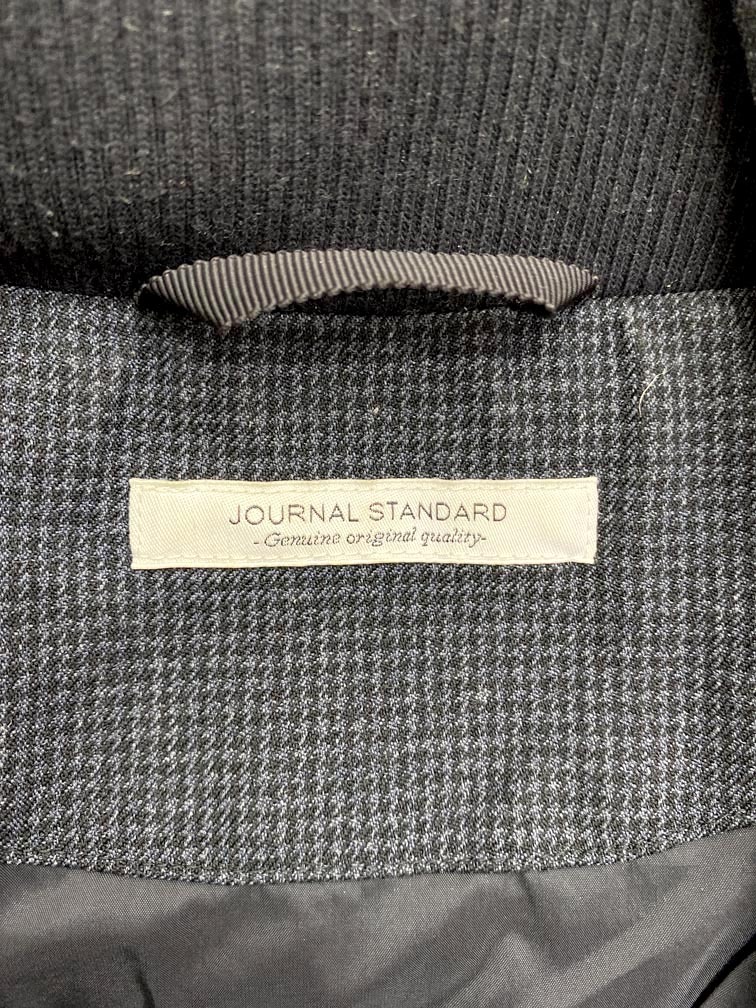 JOURNAL STANDARD
- Genuine original quality-